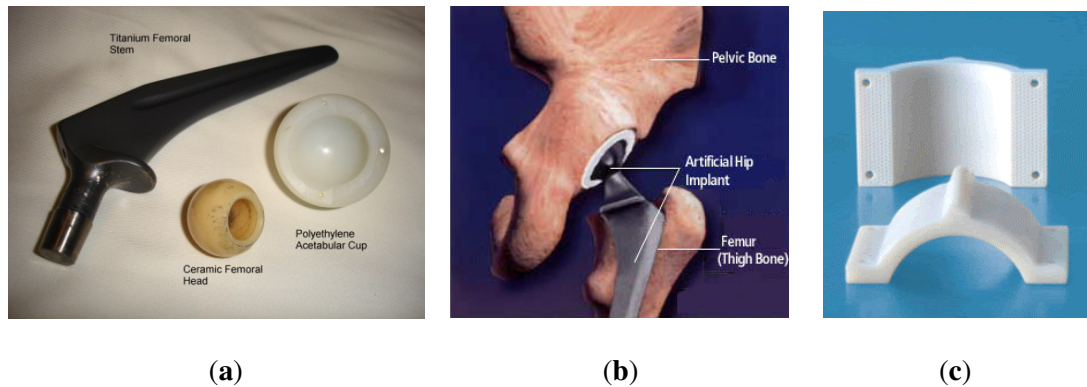 Titanium Femoral
Stem
Polyethylene
Acetabular Cup
Ceramic Femoral
Head
Pelvic Bone
Artificial Hip
Implant
Femur
(Thigh Bone)
(a)
(b)
(c)